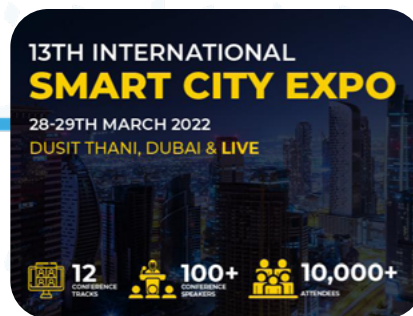 13TH INTERNATIONAL
SMART CITY EXPO
28-29TH MARCH 2022
DUSIT THANI, DUBAI & LIVE
12
CONFERENCE
TRACKS
100+
CONFERENCE
SPEAKERS
10,000+
ATTENDEES